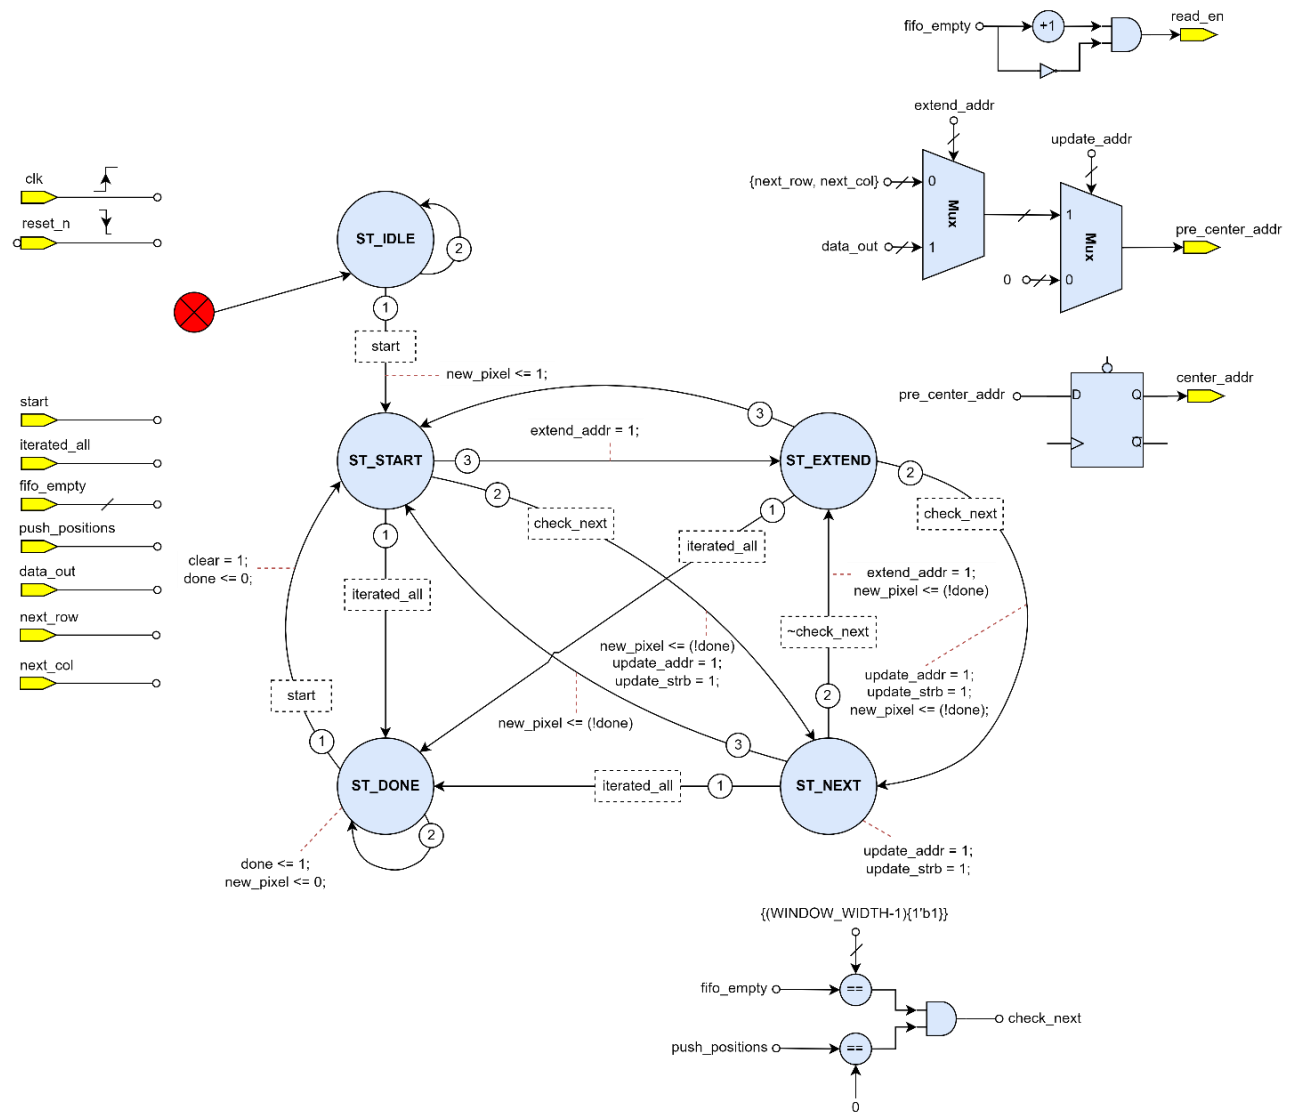 fifo_empty
+1
read_en
extend_addr
update_addr
{next_row, next_col}
0
Mux
1
data_out
1
Mux
0
0
pre_center_addr
clk
reset_n
ST_IDLE
2
1
start
new_pixel <= 1;
pre_center_addr
D
Q
Q
center_addr
start
iterated_all
fifo_empty
push_positions
data_out
next_row
next_col
ST_START
3
extend_addr = 1;
3
ST_EXTEND
2
check_next
2
check_next
1
iterated_all
1
iterated_all
clear = 1;
done <= 0;
extend_addr = 1;
new_pixel <= (!done)
~check_next
2
new_pixel <= (!done)
update_addr = 1;
update_strb = 1;
update_addr = 1;
update_strb = 1;
new_pixel <= (!done);
start
1
new_pixel <= (!done)
3
ST_DONE
2
iterated_all
1
ST_NEXT
done <= 1;
new_pixel <= 0;
update_addr = 1;
update_strb = 1;
{(WINDOW_WIDTH-1){1'b1}}
fifo_empty
==
check_next
push_positions
==
0